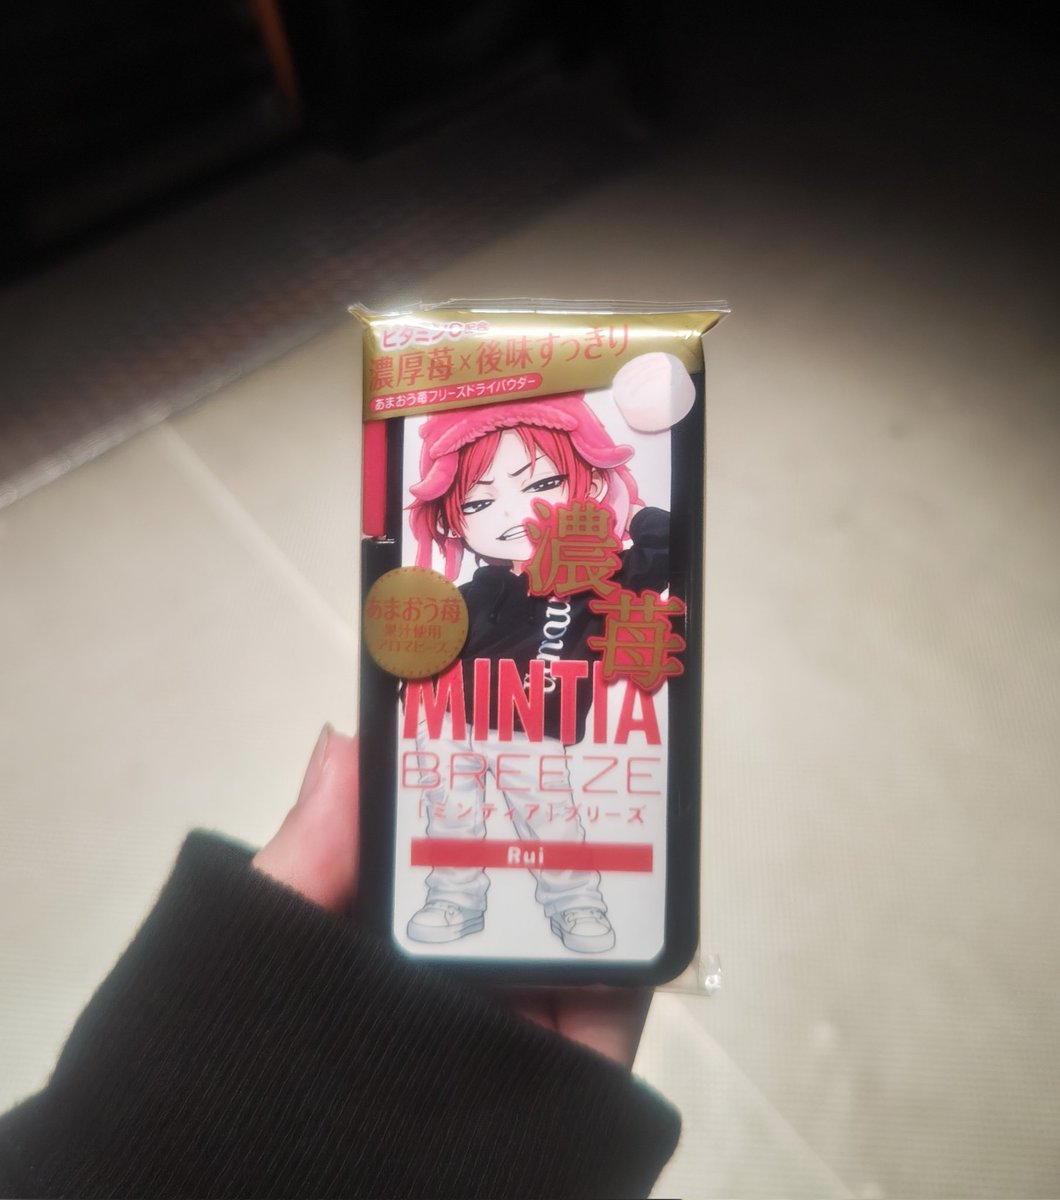 ビタミンC配合
濃厚苺×後味すっきり
あまおう苺フリーズドライパウダー
濃苺
あまおう苺
果汁使用
アロマビーズ
MINTIA
BREEZE
[ミンティア]ブリーズ
Rui